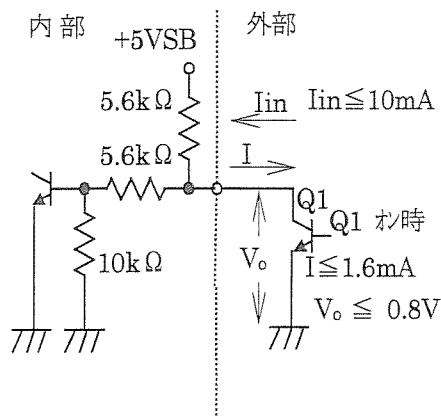 内部
外部
+5VSB
5.6kΩ
Iin
Iin≦10mA
5.6kΩ
I
Q1
Q1 ｵﾝ時
10kΩ
Vo
I≦1.6mA
Vo ≦ 0.8V